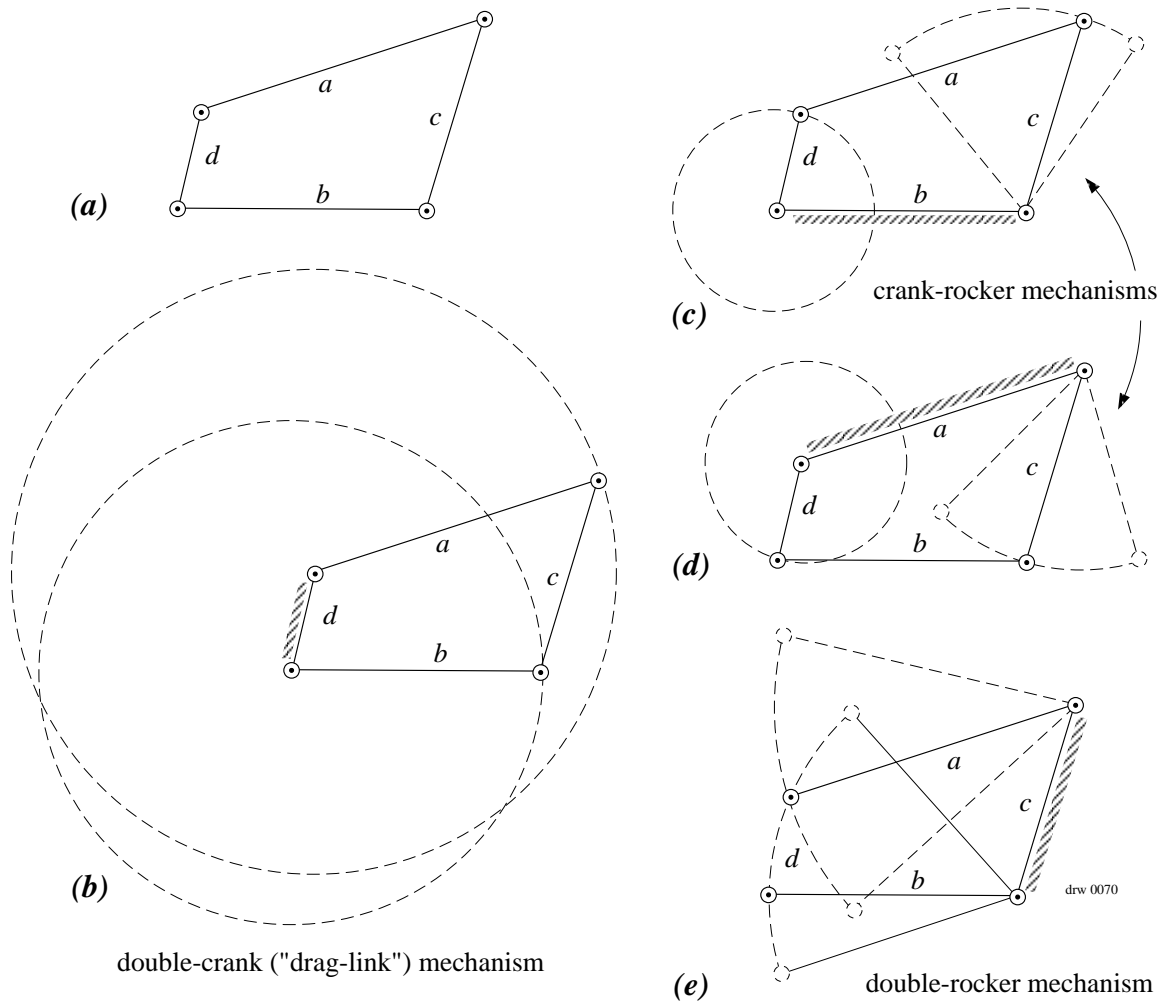 a
c
d
b
(a)
a
c
d
b
(b)
double-crank ("drag-link") mechanism
a
c
d
b
crank-rocker mechanisms
(c)
a
c
d
b
(d)
a
c
d
b
drw 0070
(e)
double-rocker mechanism